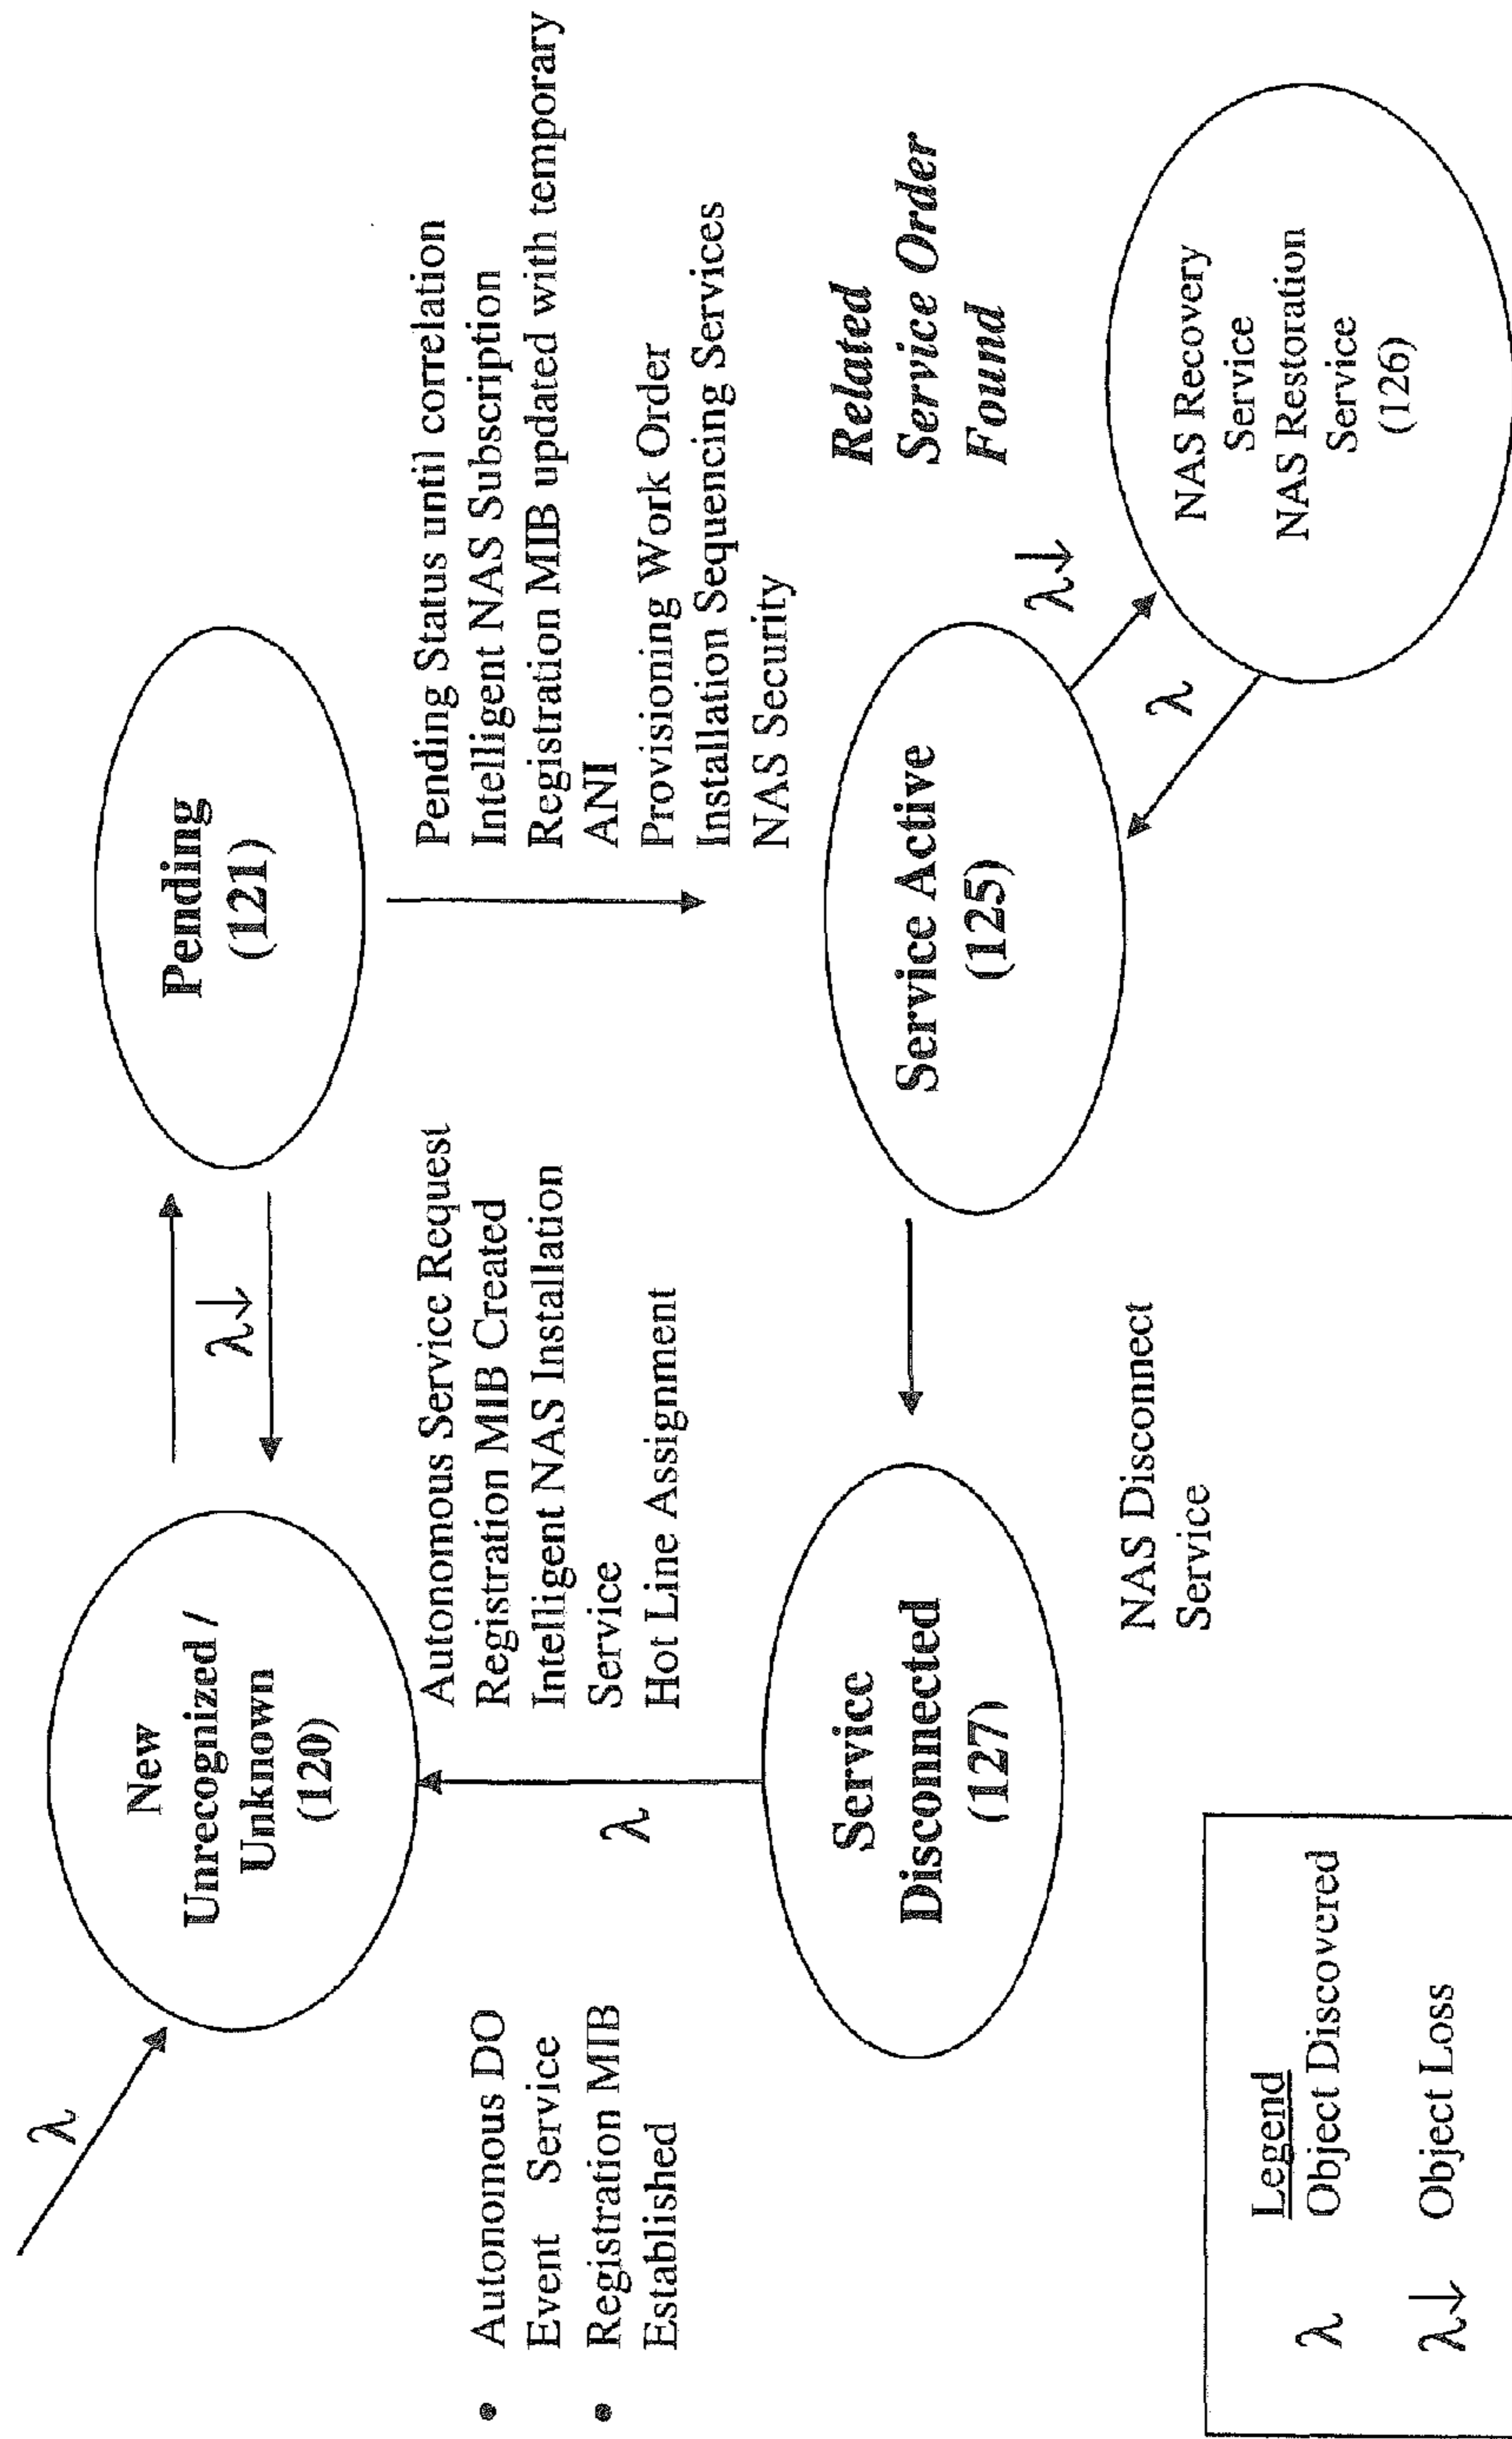 λ
New
Unrecognized /
Unknown
(120)
λ↓
Pending
(121)
• Autonomous DO
Event Service
• Registration MIB
Established
Autonomous Service Request
Registration MIB Created
Intelligent NAS Installation
Service
Hot Line Assignment
Pending Status until correlation
Intelligent NAS Subscription
Registration MIB updated with temporary
ANI
Provisioning Work Order
Installation Sequencing Services
NAS Security
λ
Service
Disconnected
(127)
Service Active
(125)
Related
Service Order
Found
λ↓
λ
NAS Recovery
Service
NAS Restoration
Service
(126)
NAS Disconnect
Service
Legend
λ Object Discovered
λ↓ Object Loss